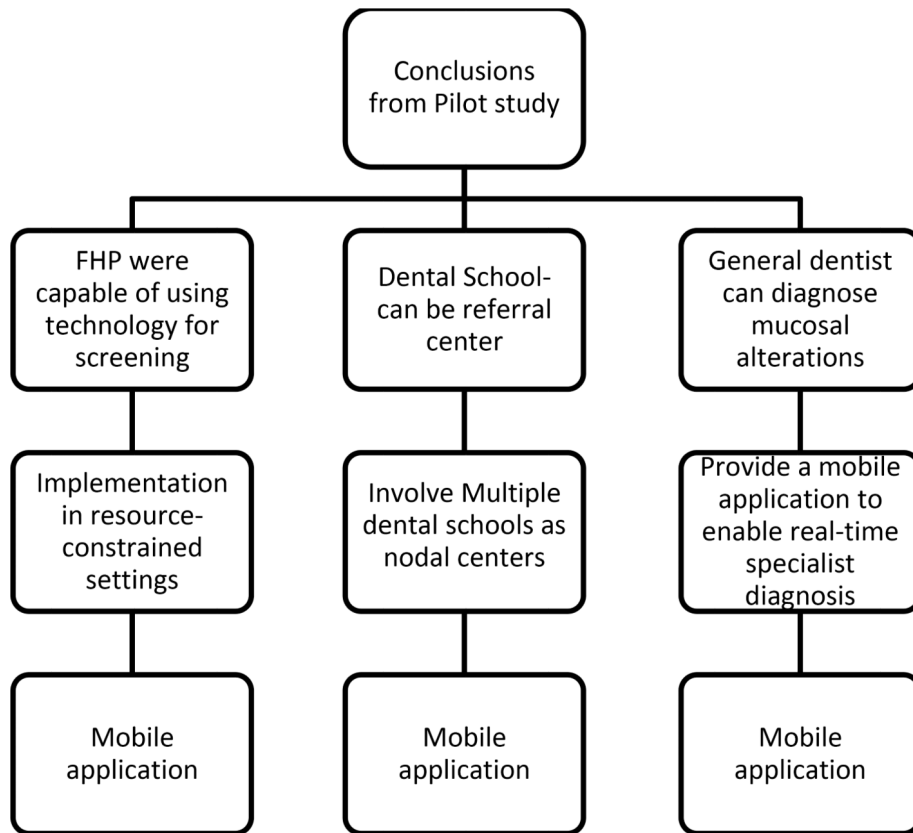 Conclusions
from Pilot study
FHP were
capable of using
technology for
screening
Dental School-
can be referral
center
General dentist
can diagnose
mucosal
alterations
Implementation
in resource-
constrained
settings
Involve Multiple
dental schools as
nodal centers
Provide a mobile
application to
enable real-time
specialist
diagnosis
Mobile
application
Mobile
application
Mobile
application